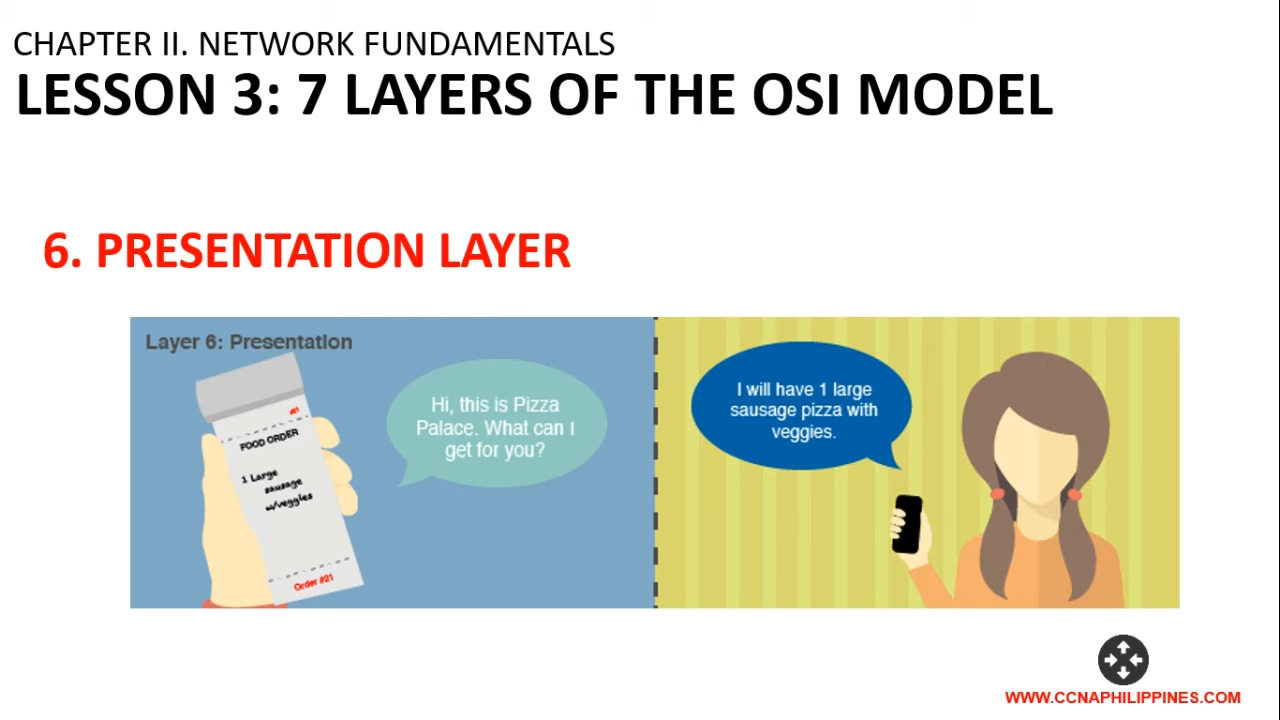 CHAPTER II. NETWORK FUNDAMENTALS
LESSON 3: 7 LAYERS OF THE OSI MODEL
6. PRESENTATION LAYER
Layer 6: Presentation
#21
FOOD ORDER
1 Large
sausage
w/veggies
Order #21
Hi, this is Pizza
Palace. What can I
get for you?
I will have 1 large
sausage pizza with
veggies.
WWW.CCNAPHILIPPINES.COM